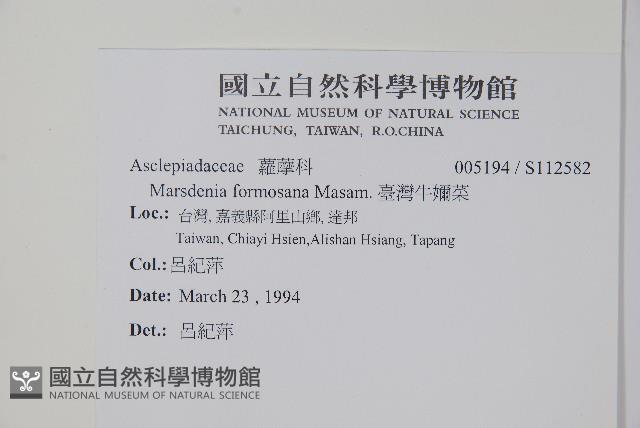 國立自然科學博物館
NATIONAL MUSEUM OF NATURAL SCIENCE
TAICHUNG, TAIWAN, R.O.CHINA
Asclepiadaceae 蘿藦科 005194 / S112582
Marsdenia formosana Masam. 臺灣牛嬭菜
Loc.: 台灣, 嘉義縣阿里山鄉, 達邦
Taiwan, Chiayi Hsien,Alishan Hsiang, Tapang
Col.: 呂紀萍
Date: March 23 , 1994
Det.: 呂紀萍
國立自然科學博物館
NATIONAL MUSEUM OF NATURAL SCIENCE